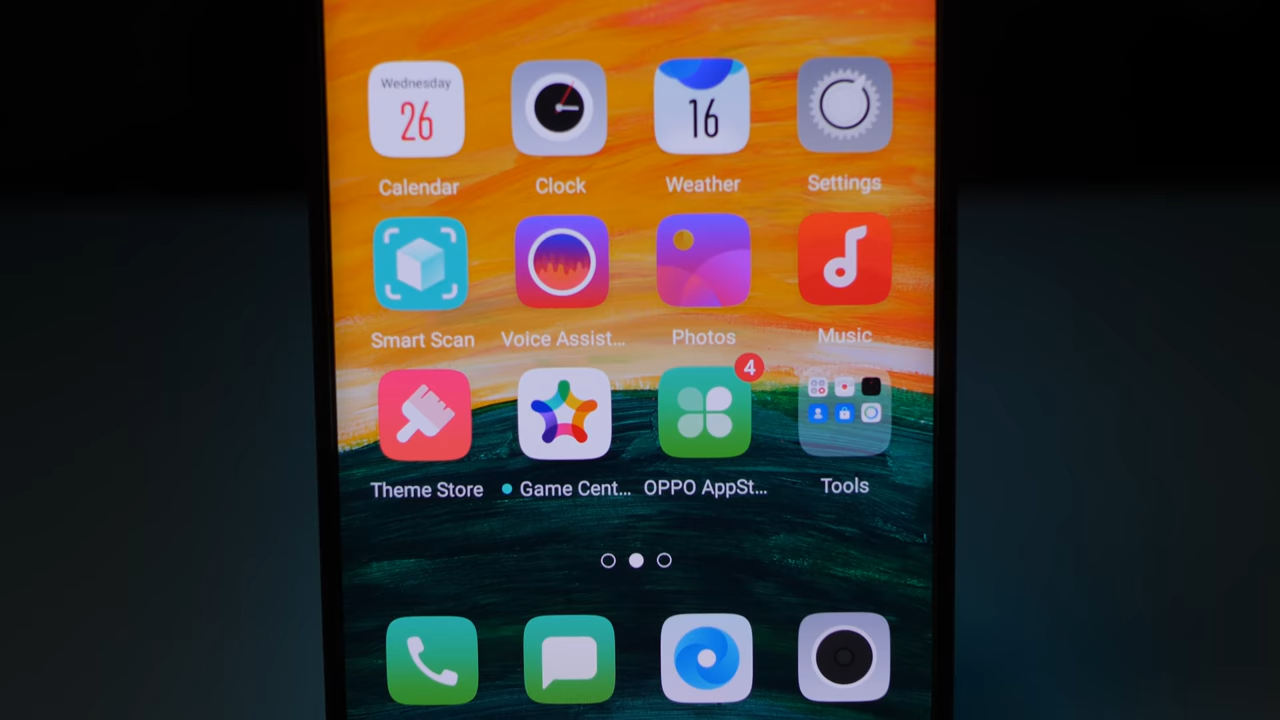 Wednesday
26
16
Calendar
Clock
Weather
Settings
Smart Scan
Voice Assist...
Photos
Music
4
Theme Store
Game Cent...
OPPO AppSt...
Tools